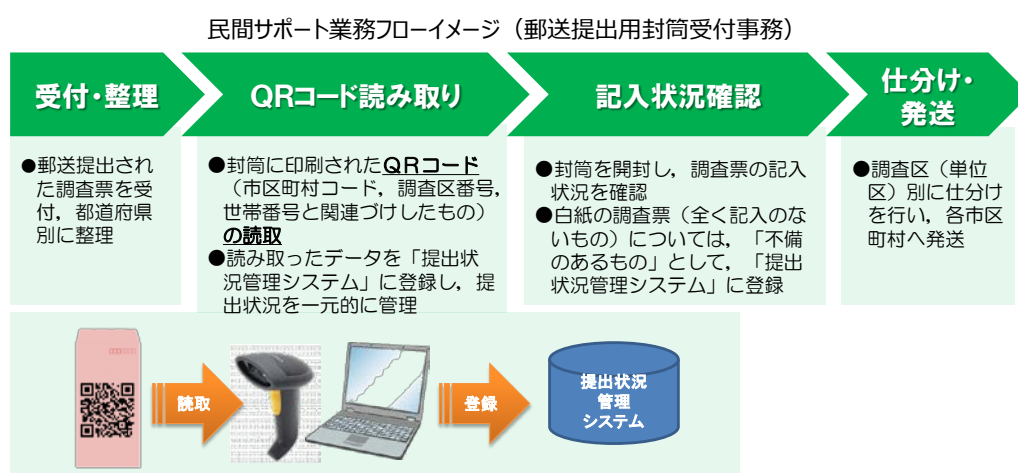 民間サポート業務フローイメージ（郵送提出用封筒受付事務）
受付・整理
QRコード読み取り
記入状況確認
仕分け・
発送
●郵送提出され
た調査票を受
付，都道府県
別に整理
●封筒に印刷されたＱＲコード
（市区町村コード，調査区番号，
世帯番号と関連づけしたもの）
の読取
●読み取ったデータを「提出状
況管理システム」に登録し，提
出状況を一元的に管理
●封筒を開封し，調査票の記入
状況を確認
●白紙の調査票（全く記入のな
いもの）については，「不備
のあるもの」として，「提出
状況管理システム」に登録
●調査区（単位
区）別に仕分け
を行い，各市区
町村へ発送
読取
登録
提出状況
管理
システム